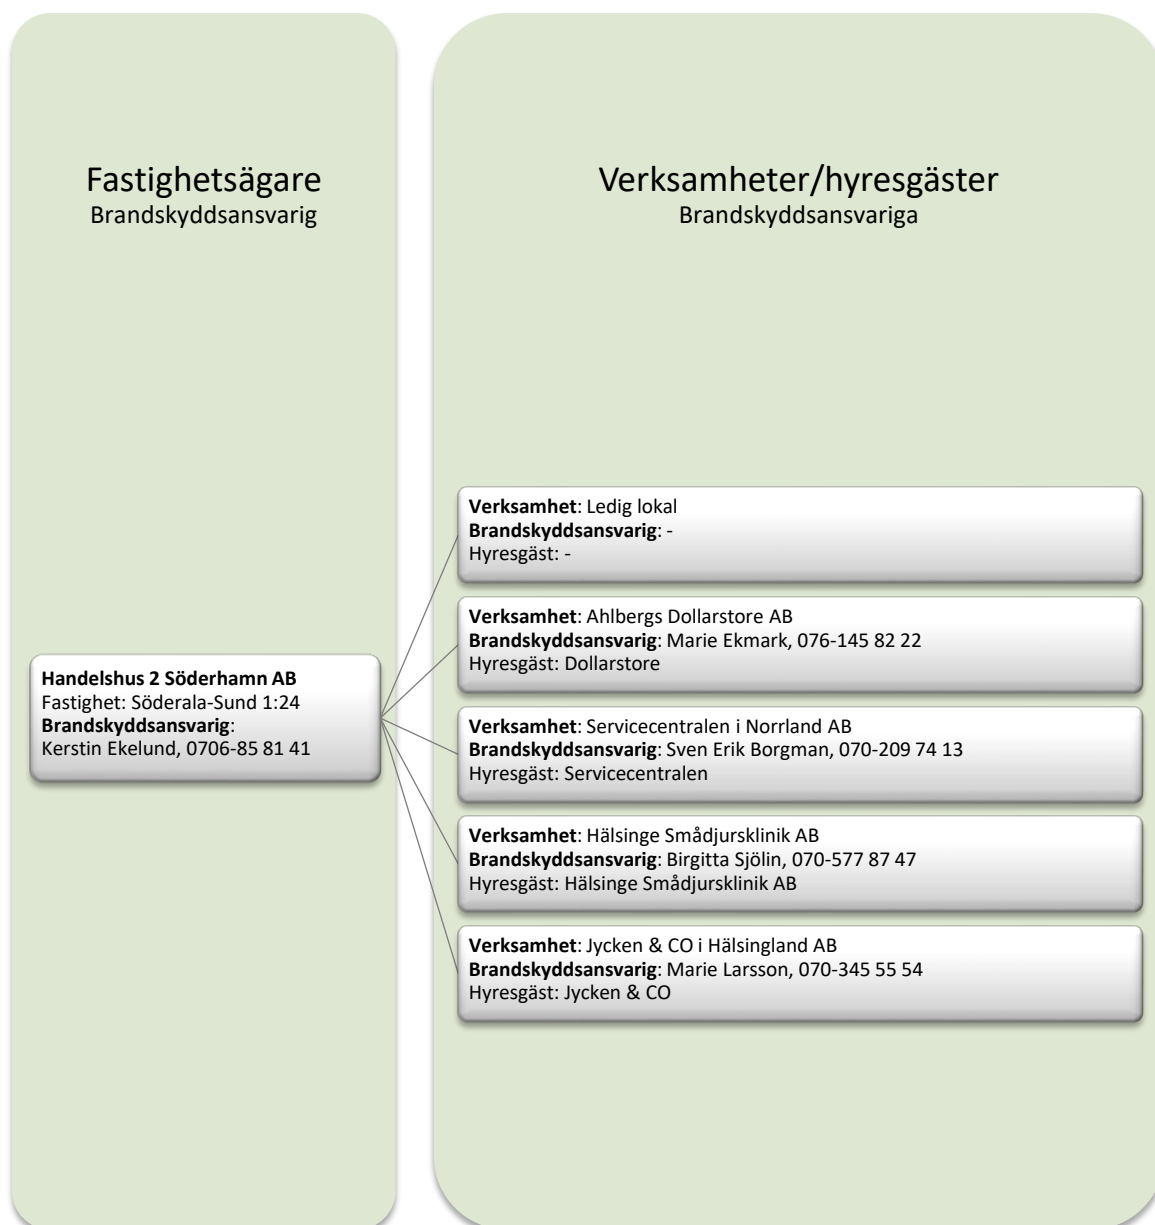 Fastighetsägare
Brandskyddsansvarig
Verksamheter/hyresgäster
Brandskyddsansvariga
Handelshus 2 Söderhamn AB
Fastighet: Söderala-Sund 1:24
Brandskyddsansvarig:
Kerstin Ekelund, 0706-85 81 41
Verksamhet: Ledig lokal
Brandskyddsansvarig: -
Hyresgäst: -
Verksamhet: Ahlbergs Dollarstore AB
Brandskyddsansvarig: Marie Ekmark, 076-145 82 22
Hyresgäst: Dollarstore
Verksamhet: Servicecentralen i Norrland AB
Brandskyddsansvarig: Sven Erik Borgman, 070-209 74 13
Hyresgäst: Servicecentralen
Verksamhet: Hälsinge Smådjursklinik AB
Brandskyddsansvarig: Birgitta Sjölin, 070-577 87 47
Hyresgäst: Hälsinge Smådjursklinik AB
Verksamhet: Jycken & CO i Hälsingland AB
Brandskyddsansvarig: Marie Larsson, 070-345 55 54
Hyresgäst: Jycken & CO